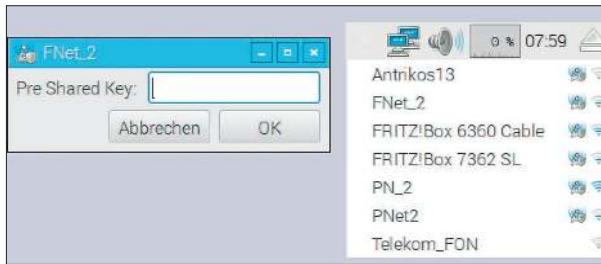 FNet_2
Pre Shared Key:
Abbrechen OK
0 % 07:59
Antrikos13
FNet_2
FRITZ!Box 6360 Cable
FRITZ!Box 7362 SL
PN_2
PNet2
Telekom_FON